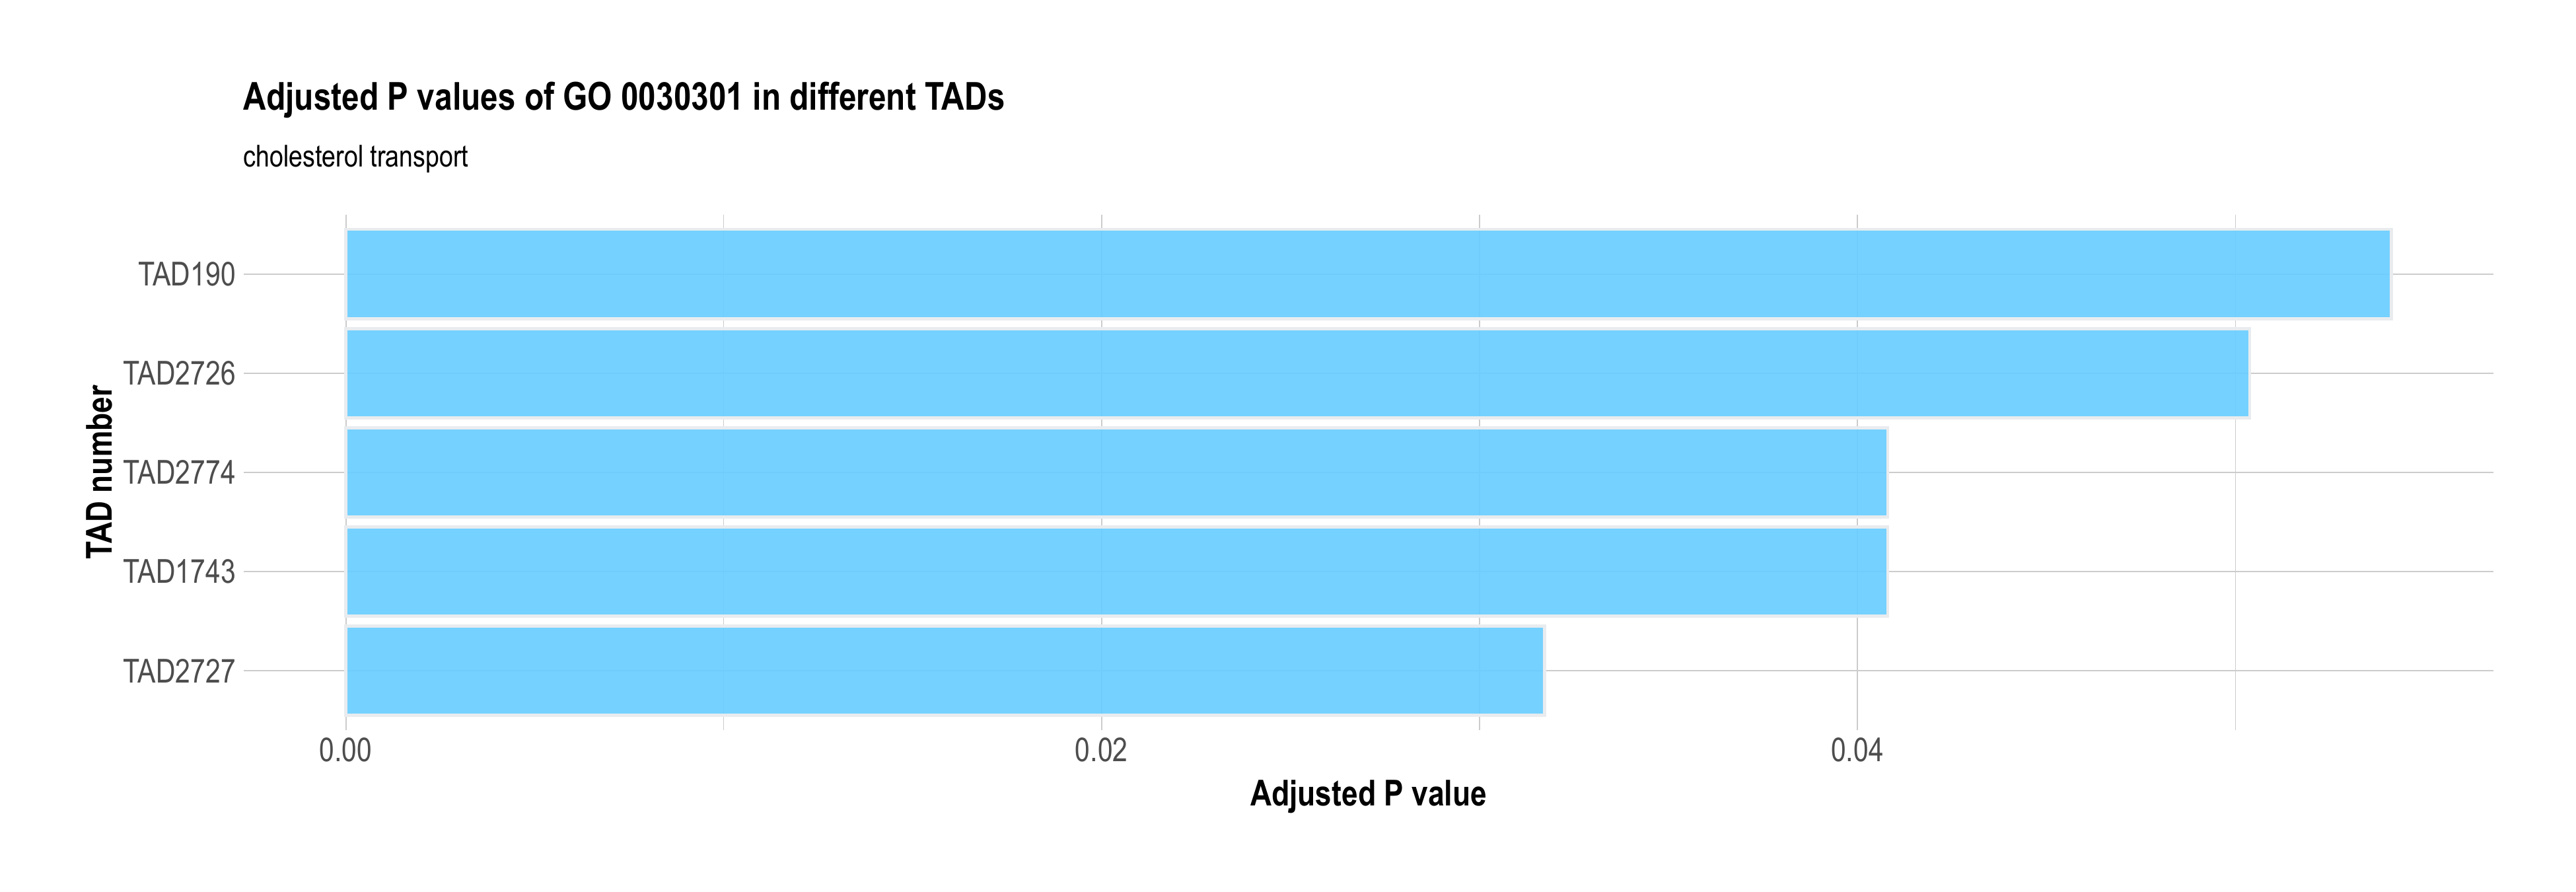 Adjusted P values of GO 0030301 in different TADs
cholesterol transport
TAD number
TAD190
TAD2726
TAD2774
TAD1743
TAD2727
0.00
0.02
0.04
Adjusted P value